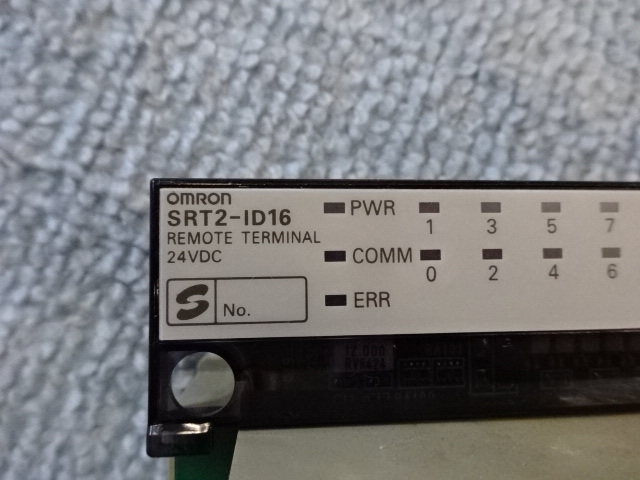 OMRON
SRT2-ID16
REMOTE TERMINAL
24VDC
S No.
PWR 1 3 5 7
COMM 0 2 4 6
ERR